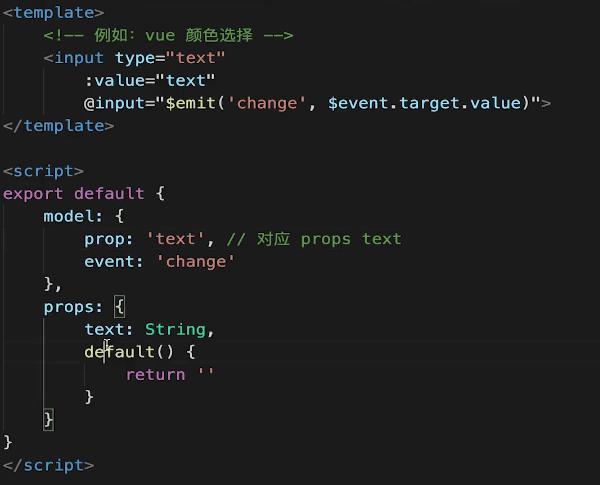 <template>
    <!-- 例如：vue 颜色选择 -->
    <input type="text"
        :value="text"
        @input="$emit('change', $event.target.value)">
</template>

<script>
export default {
    model: {
        prop: 'text', // 对应 props text
        event: 'change'
    },
    props: {
        text: String,
        default() {
            return ''
        }
    }
}
</script>